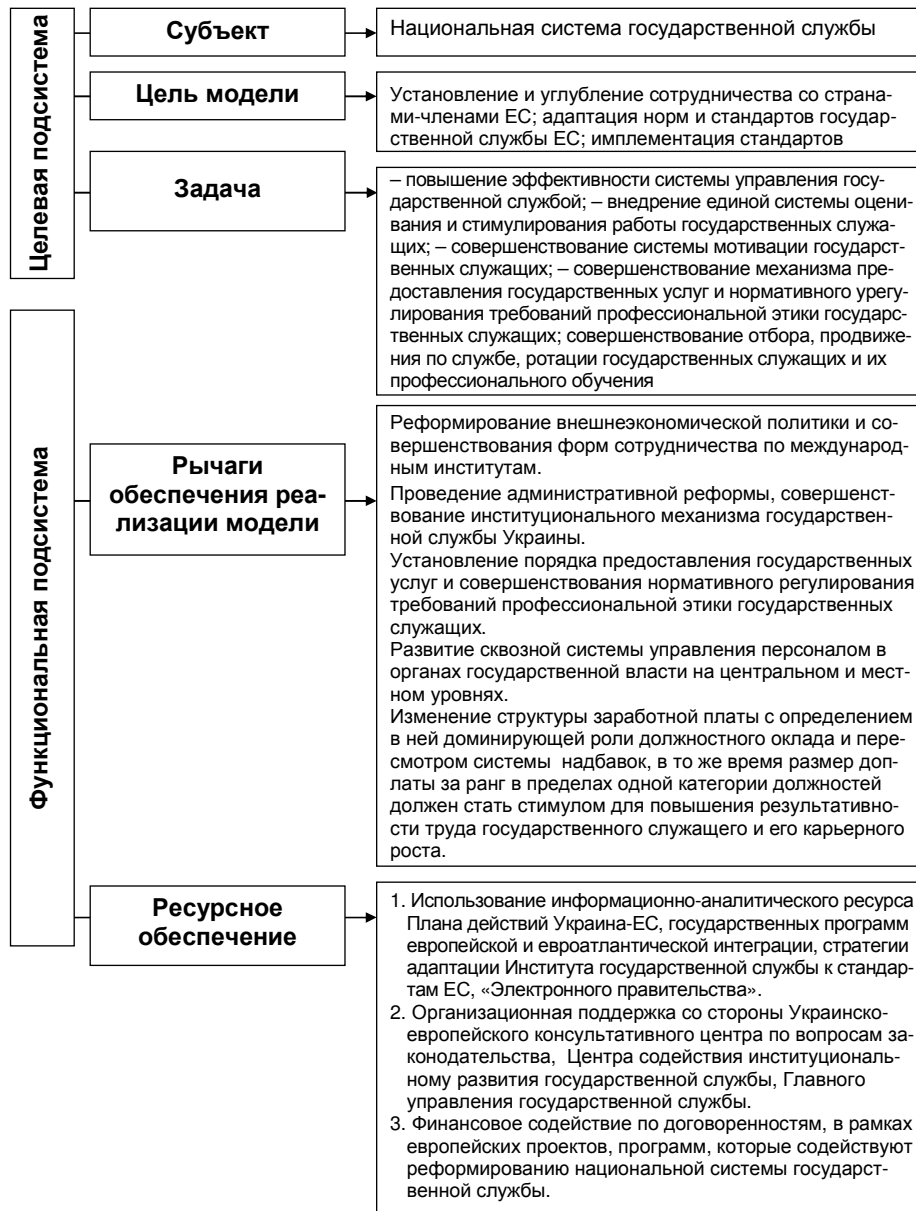 Целевая подсистема
Субъект
Национальная система государственной службы
Цель модели
Установление и углубление сотрудничества со страна-
ми-членами ЕС; адаптация норм и стандартов государ-
ственной службы ЕС; имплементация стандартов
Задача
– повышение эффективности системы управления госу-
дарственной службой; – внедрение единой системы оцени-
вания и стимулирования работы государственных служа-
щих; – совершенствование системы мотивации государст-
венных служащих; – совершенствование механизма пре-
доставления государственных услуг и нормативного урегу-
лирования требований профессиональной этики государс-
твенных служащих; совершенствование отбора, продвиже-
ния по службе, ротации государственных служащих и их
профессионального обучения
Функциональная подсистема
Рычаги
обеспечения реа-
лизации модели
Реформирование внешнеэкономической политики и со-
вершенствования форм сотрудничества по международ-
ным институтам.
Проведение административной реформы, совершенст-
вование институционального механизма государствен-
ной службы Украины.
Установление порядка предоставления государственных
услуг и совершенствования нормативного регулирования
требований профессиональной этики государственных
служащих.
Развитие сквозной системы управления персоналом в
органах государственной власти на центральном и мест-
ном уровнях.
Изменение структуры заработной платы с определением
в ней доминирующей роли должностного оклада и пере-
смотром системы надбавок, в то же время размер доп-
латы за ранг в пределах одной категории должностей
должен стать стимулом для повышения результативно-
сти труда государственного служащего и его карьерного
роста.
Ресурсное
обеспечение
1. Использование информационно-аналитического ресурса
Плана действий Украина-ЕС, государственных программ
европейской и евроатлантической интеграции, стратегии
адаптации Института государственной службы к стандар-
там ЕС, «Электронного правительства».
2. Организационная поддержка со стороны Украинско-
европейского консультативного центра по вопросам за-
конодательства, Центра содействия институциональ-
ному развития государственной службы, Главного
управления государственной службы.
3. Финансовое содействие по договоренностям, в рамках
европейских проектов, программ, которые содействуют
реформированию национальной системы государст-
венной службы.